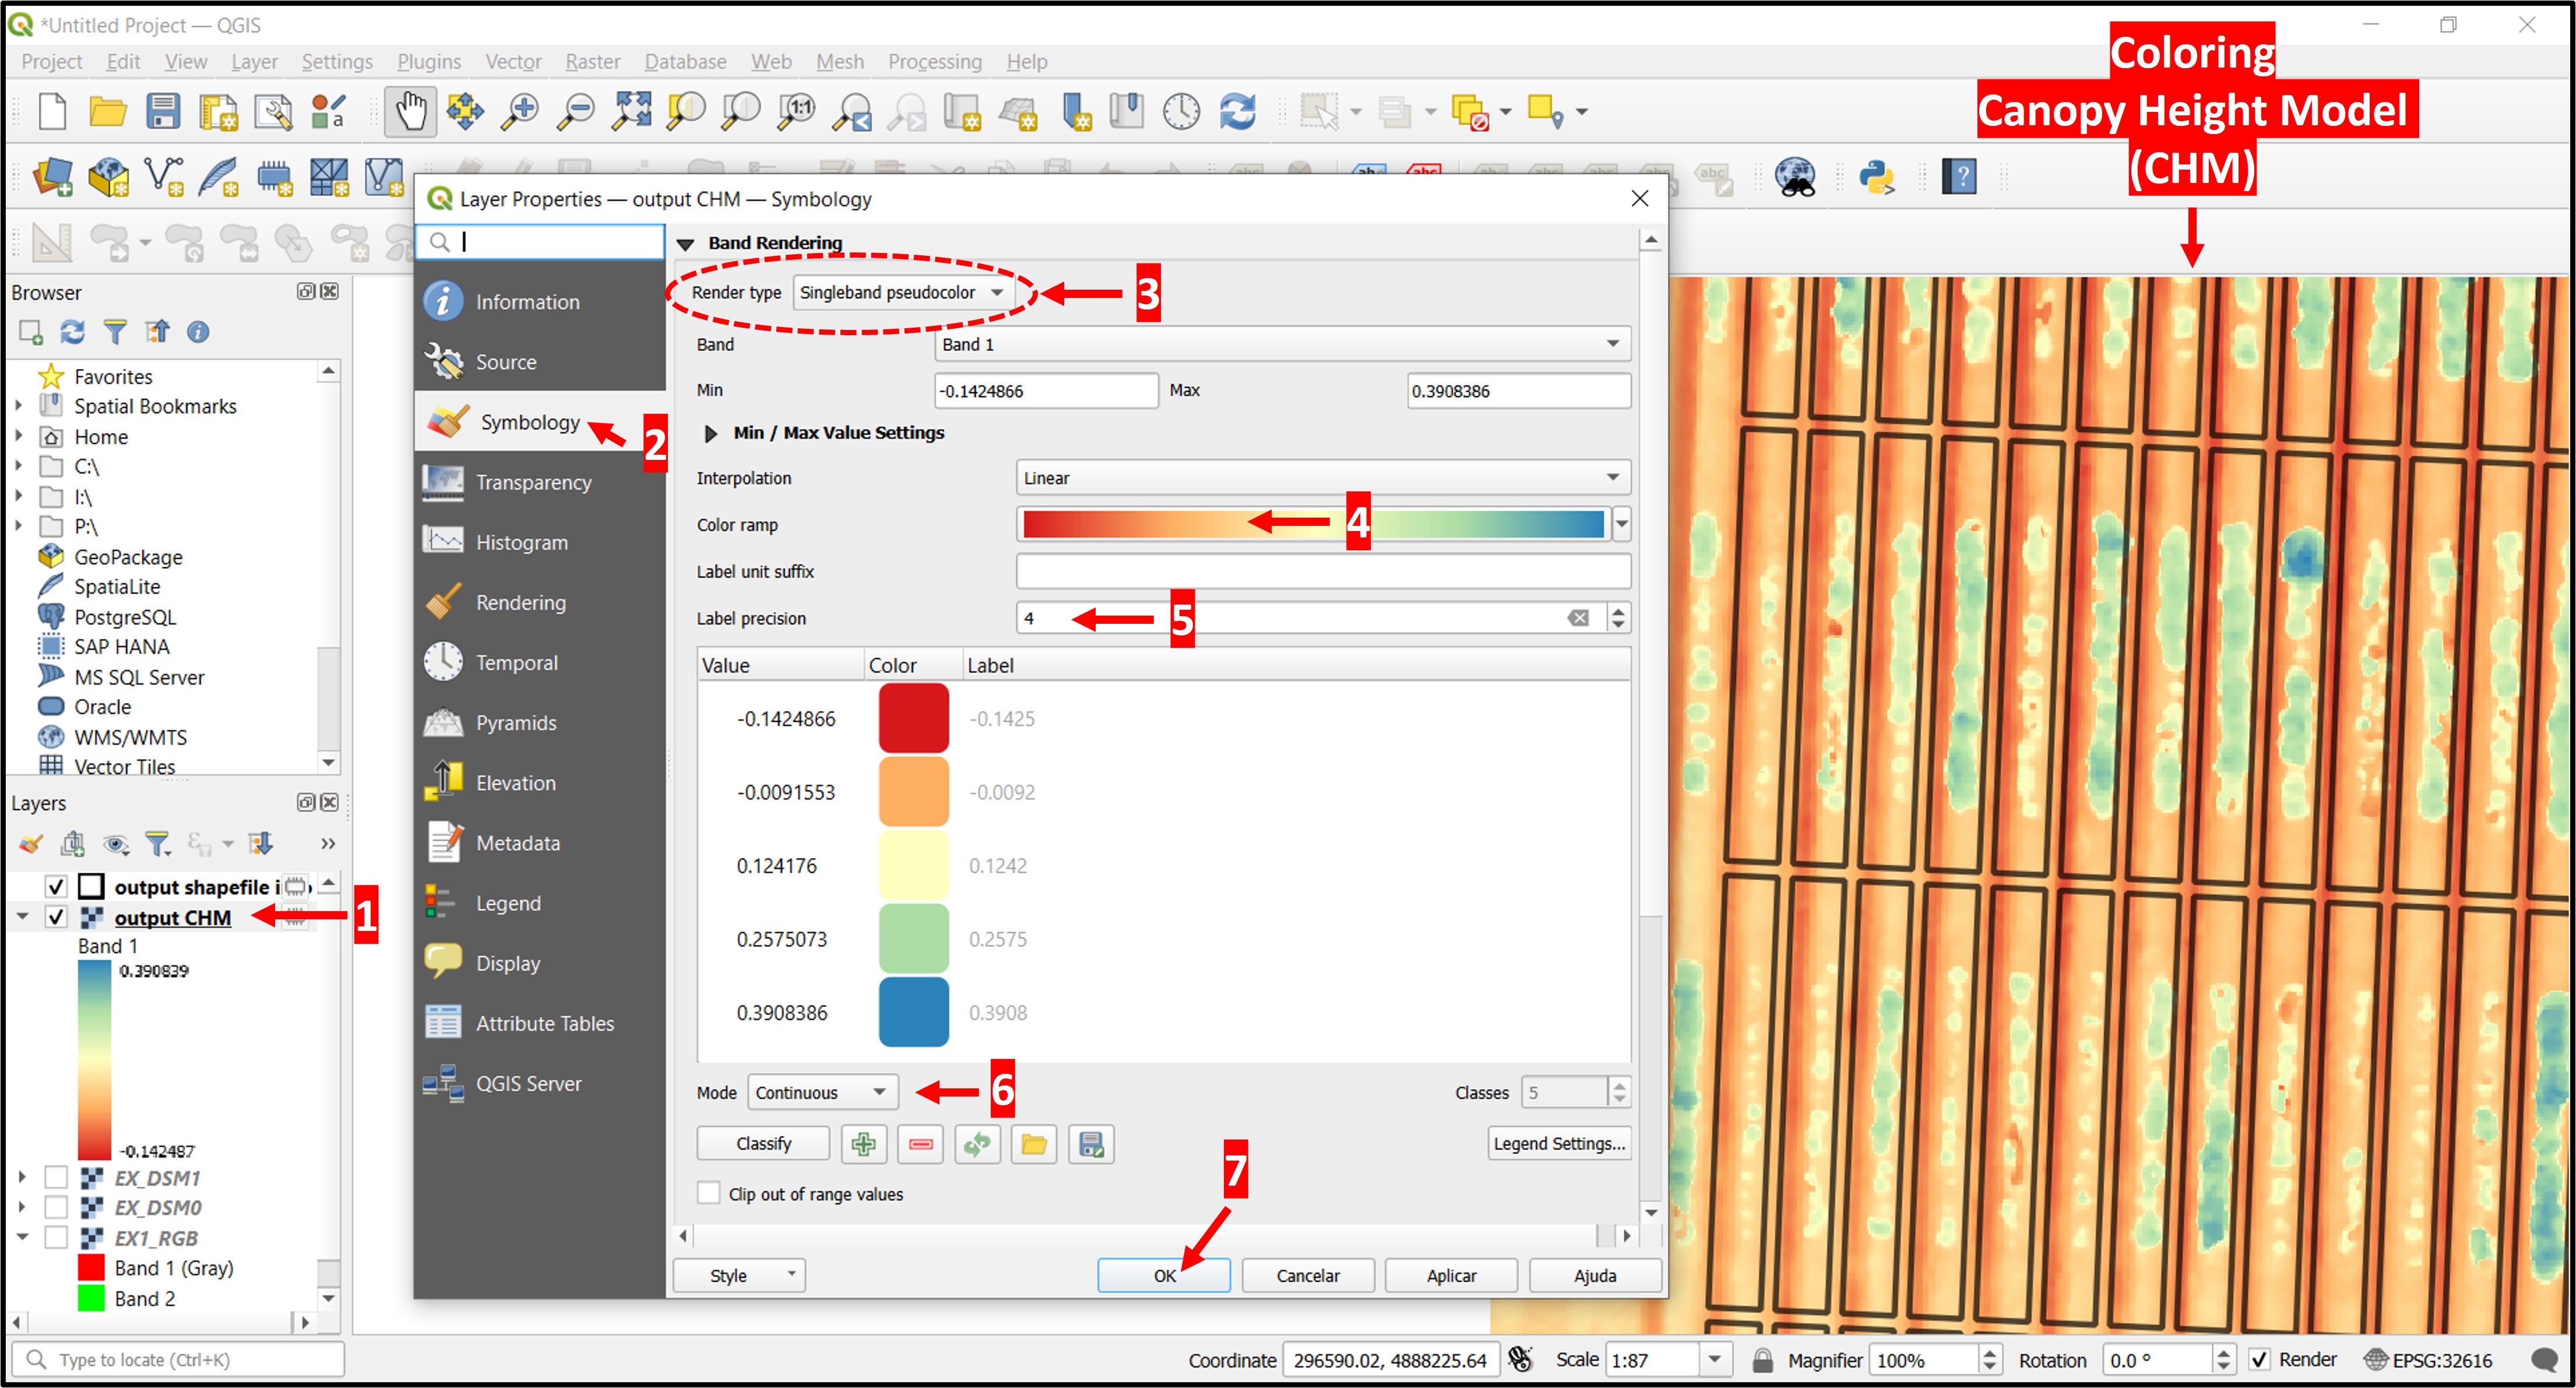 *Untitled Project — QGIS
Project Edit View Layer Settings Plugins Vector Raster Database Web Mesh Processing Help
Coloring
Canopy Height Model
(CHM)
Layer Properties — output CHM — Symbology
Information
Source
Symbology
2
Transparency
Histogram
Rendering
Temporal
Pyramids
Elevation
Metadata
Legend
Display
Attribute Tables
QGIS Server
Band Rendering
Render type Singleband pseudocolor
3
Band Band 1
Min -0.1424866 Max 0.3908386
Min / Max Value Settings
Interpolation Linear
Color ramp
4
Label unit suffix
Label precision 4
5
Value Color Label
-0.1424866 -0.1425
-0.0091553 -0.0092
0.124176 0.1242
0.2575073 0.2575
0.3908386 0.3908
Mode Continuous
6
Classes 5
Classify
Legend Settings...
Clip out of range values
7
Style OK Cancelar Aplicar Ajuda
Browser
Favorites
Spatial Bookmarks
Home
C:\
I:\
P:\
GeoPackage
SpatiaLite
PostgreSQL
SAP HANA
MS SQL Server
Oracle
WMS/WMTS
Vector Tiles
Layers
output shapefile i
output CHM
1
Band 1
0.390839
-0.142487
EX_DSM1
EX_DSM0
EX1_RGB
Band 1 (Gray)
Band 2
Type to locate (Ctrl+K)
Coordinate 296590.02, 4888225.64 Scale 1:87 Magnifier 100% Rotation 0.0 ° Render EPSG:32616